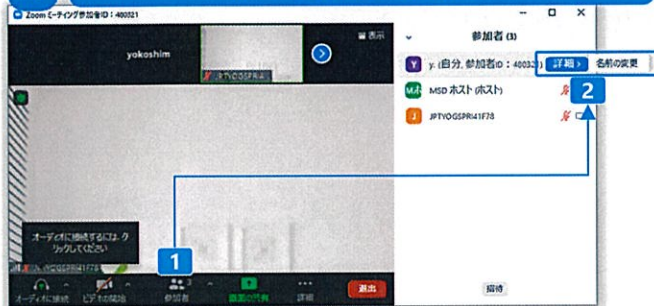 Zoom ミーティング参加者ID：400321
表示
yokoshim
JPTYOGSPRI4
参加者 (3)
y. (自分, 参加者ID：400321)
詳細 >
名前の変更
MSD ホスト (ホスト)
2
J
JPTYOGSPRI41F78
オーディオに接続するには、ク
リックしてください
1
JPTYOGSPRI41F78
オーディオに接続
ビデオの開始
参加者
3
画面の共有
詳細
退出
招待